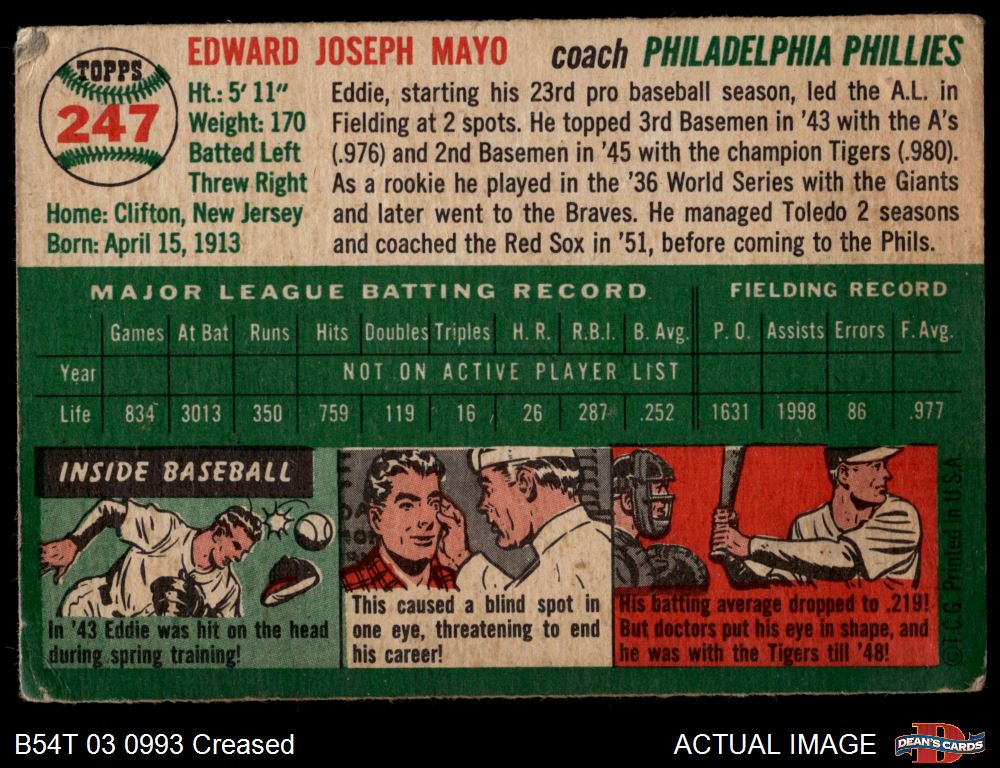 TOPPS
247
EDWARD JOSEPH MAYO coach PHILADELPHIA PHILLIES
Ht.: 5' 11"
Weight: 170
Batted Left
Threw Right
Home: Clifton, New Jersey
Born: April 15, 1913
Eddie, starting his 23rd pro baseball season, led the A.L. in
Fielding at 2 spots. He topped 3rd Basemen in '43 with the A's
(.976) and 2nd Basemen in '45 with the champion Tigers (.980).
As a rookie he played in the '36 World Series with the Giants
and later went to the Braves. He managed Toledo 2 seasons
and coached the Red Sox in '51, before coming to the Phils.
MAJOR LEAGUE BATTING RECORD FIELDING RECORD
Games At Bat Runs Hits Doubles Triples H. R. R.B.I. B. Avg. P. O. Assists Errors F. Avg.
Year NOT ON ACTIVE PLAYER LIST
Life 834 3013 350 759 119 16 26 287 .252 1631 1998 86 .977
INSIDE BASEBALL
In '43 Eddie was hit on the head
during spring training!
This caused a blind spot in
one eye, threatening to end
his career!
His batting average dropped to .219!
But doctors put his eye in shape, and
he was with the Tigers till '48!
© T.C.G. Printed in U.S.A.
B54T 03 0993 Creased
ACTUAL IMAGE
DEAN'S CARDS